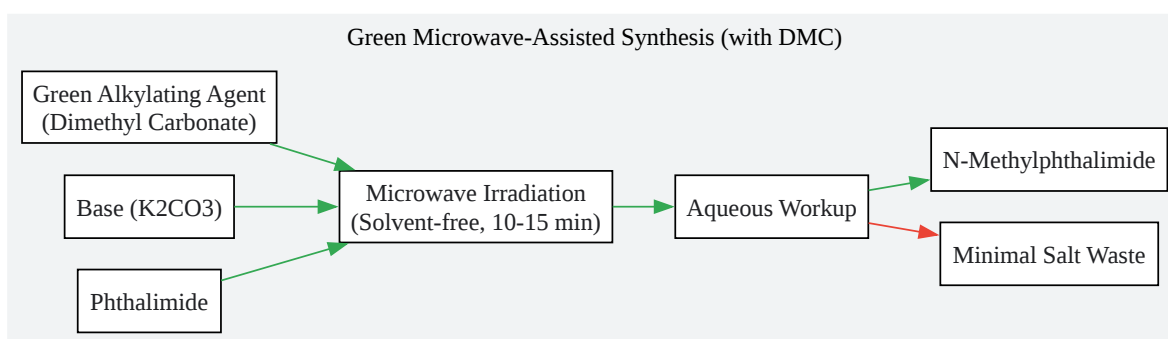 Green Microwave-Assisted Synthesis (with DMC)
Green Alkylating Agent
(Dimethyl Carbonate)
Base (K2CO3)
Phthalimide
Microwave Irradiation
(Solvent-free, 10-15 min)
Aqueous Workup
N-Methylphthalimide
Minimal Salt Waste